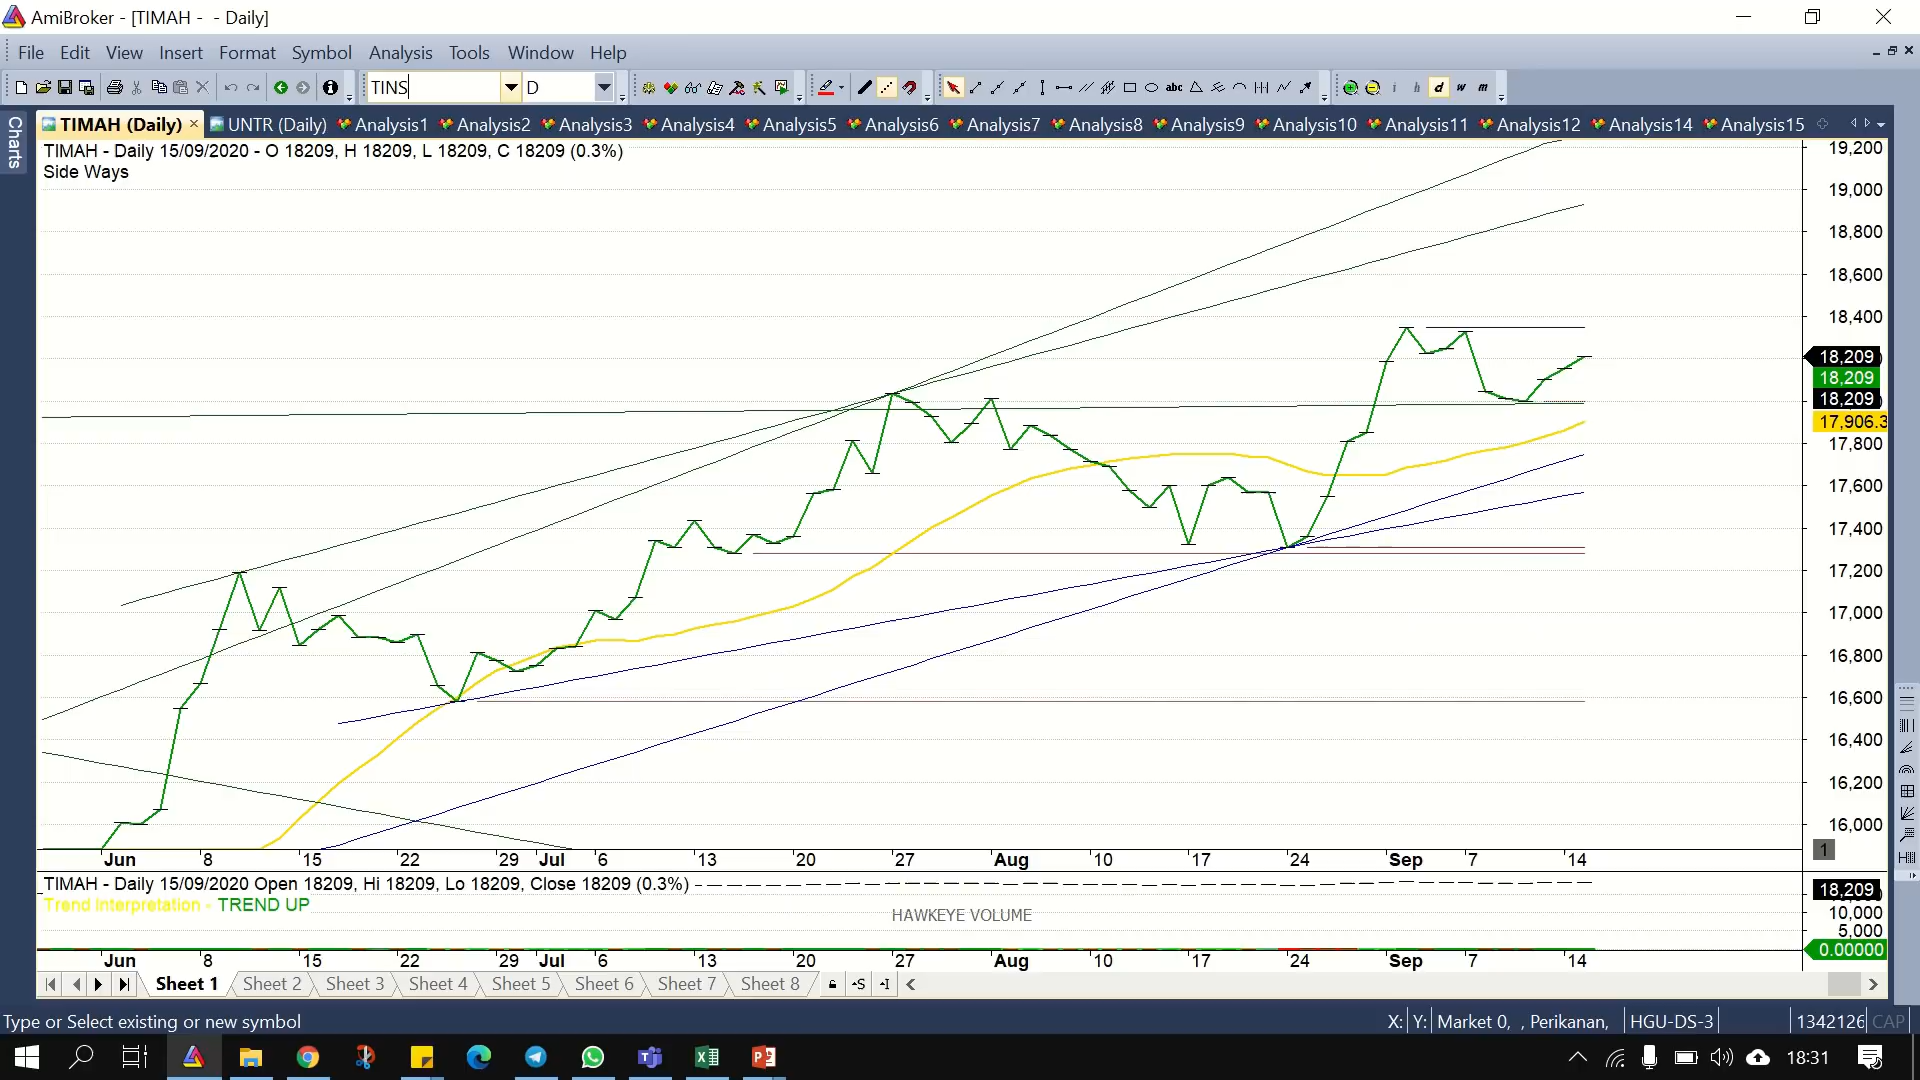 AmiBroker - [TIMAH -  - Daily]
File Edit View Insert Format Symbol Analysis Tools Window Help
TINS D abc i h d w m
Charts
TIMAH (Daily) × UNTR (Daily) Analysis1 Analysis2 Analysis3 Analysis4 Analysis5 Analysis6 Analysis7 Analysis8 Analysis9 Analysis10 Analysis11 Analysis12 Analysis14 Analysis15
TIMAH - Daily 15/09/2020 - O 18209, H 18209, L 18209, C 18209 (0.3%)
Side Ways
19,200
19,000
18,800
18,600
18,400
18,209
18,209
18,209
17,906.3
17,800
17,600
17,400
17,200
17,000
16,800
16,600
16,400
16,200
16,000
1
Jun 8 15 22 29 Jul 6 13 20 27 Aug 10 17 24 Sep 7 14
TIMAH - Daily 15/09/2020 Open 18209, Hi 18209, Lo 18209, Close 18209 (0.3%)
Trend Interpretation - TREND UP
HAWKEYE VOLUME
18,209
10,000
5,000
0.00000
Jun 8 15 22 29 Jul 6 13 20 27 Aug 10 17 24 Sep 7 14
Sheet 1 Sheet 2 Sheet 3 Sheet 4 Sheet 5 Sheet 6 Sheet 7 Sheet 8 S I
Type or Select existing or new symbol X: Y: Market 0, , Perikanan, HGU-DS-3 1342126 CAP
18:31